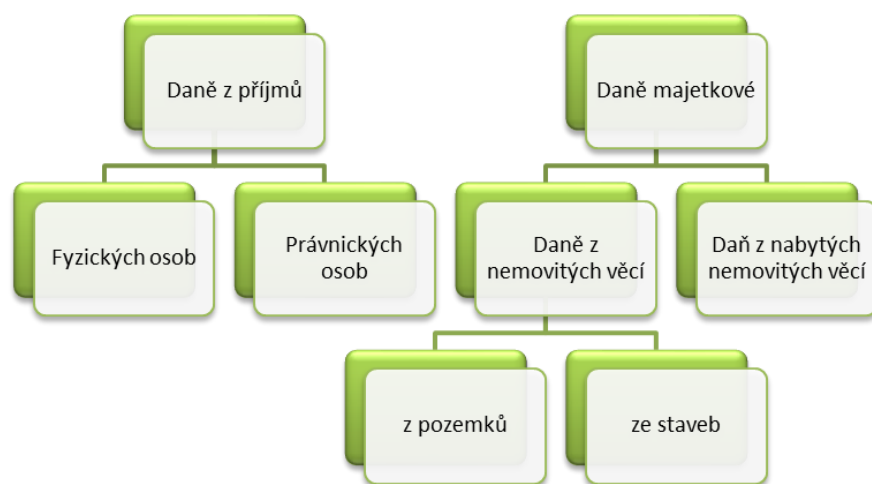 Daně z příjmů
Daně majetkové
Fyzických osob
Právnických
osob
Daně z
nemovitých věcí
Daň z nabytých
nemovitých věcí
z pozemků
ze staveb